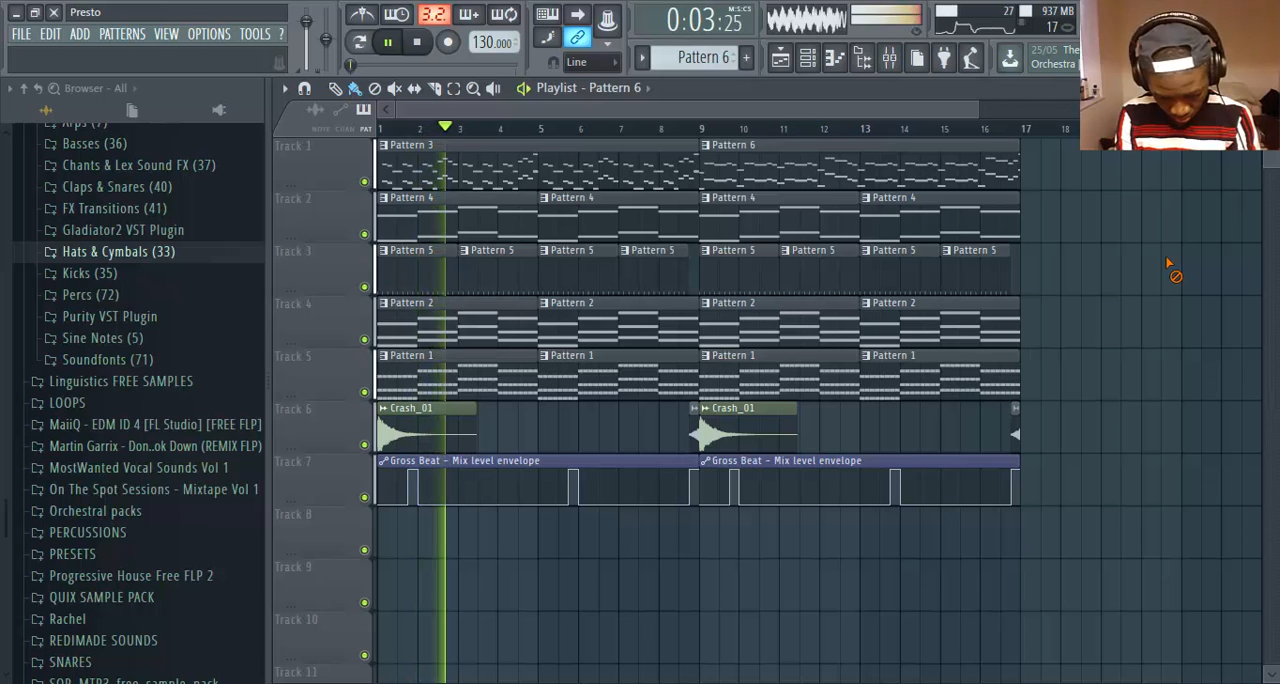 Presto
FILE EDIT ADD PATTERNS VIEW OPTIONS TOOLS ?
3.2.
130.000
0:03:25
M:S:CS
Line
Pattern 6
27
937 MB
17
25/05 The
Orchestra
Browser - All
Playlist - Pattern 6
NOTE CHAN PAT
1 2 3 4 5 6 7 8 9 10 11 12 13 14 15 16 17 18
Arps (7)
Basses (36)
Chants & Lex Sound FX (37)
Claps & Snares (40)
FX Transitions (41)
Gladiator2 VST Plugin
Hats & Cymbals (33)
Kicks (35)
Percs (72)
Purity VST Plugin
Sine Notes (5)
Soundfonts (71)
Linguistics FREE SAMPLES
LOOPS
MaiiQ - EDM ID 4 [FL Studio] [FREE FLP]
Martin Garrix - Don..ok Down (REMIX FLP)
MostWanted Vocal Sounds Vol 1
On The Spot Sessions - Mixtape Vol 1
Orchestral packs
PERCUSSIONS
PRESETS
Progressive House Free FLP 2
QUIX SAMPLE PACK
Rachel
REDIMADE SOUNDS
SNARES
SOR_MTP3_free_sample_pack
Track 1
Pattern 3 Pattern 6
Track 2
Pattern 4 Pattern 4 Pattern 4 Pattern 4
Track 3
Pattern 5 Pattern 5 Pattern 5 Pattern 5 Pattern 5 Pattern 5 Pattern 5 Pattern 5
Track 4
Pattern 2 Pattern 2 Pattern 2 Pattern 2
Track 5
Pattern 1 Pattern 1 Pattern 1 Pattern 1
Track 6
Crash_01 Crash_01
Track 7
Gross Beat - Mix level envelope Gross Beat - Mix level envelope
Track 8
Track 9
Track 10
Track 11